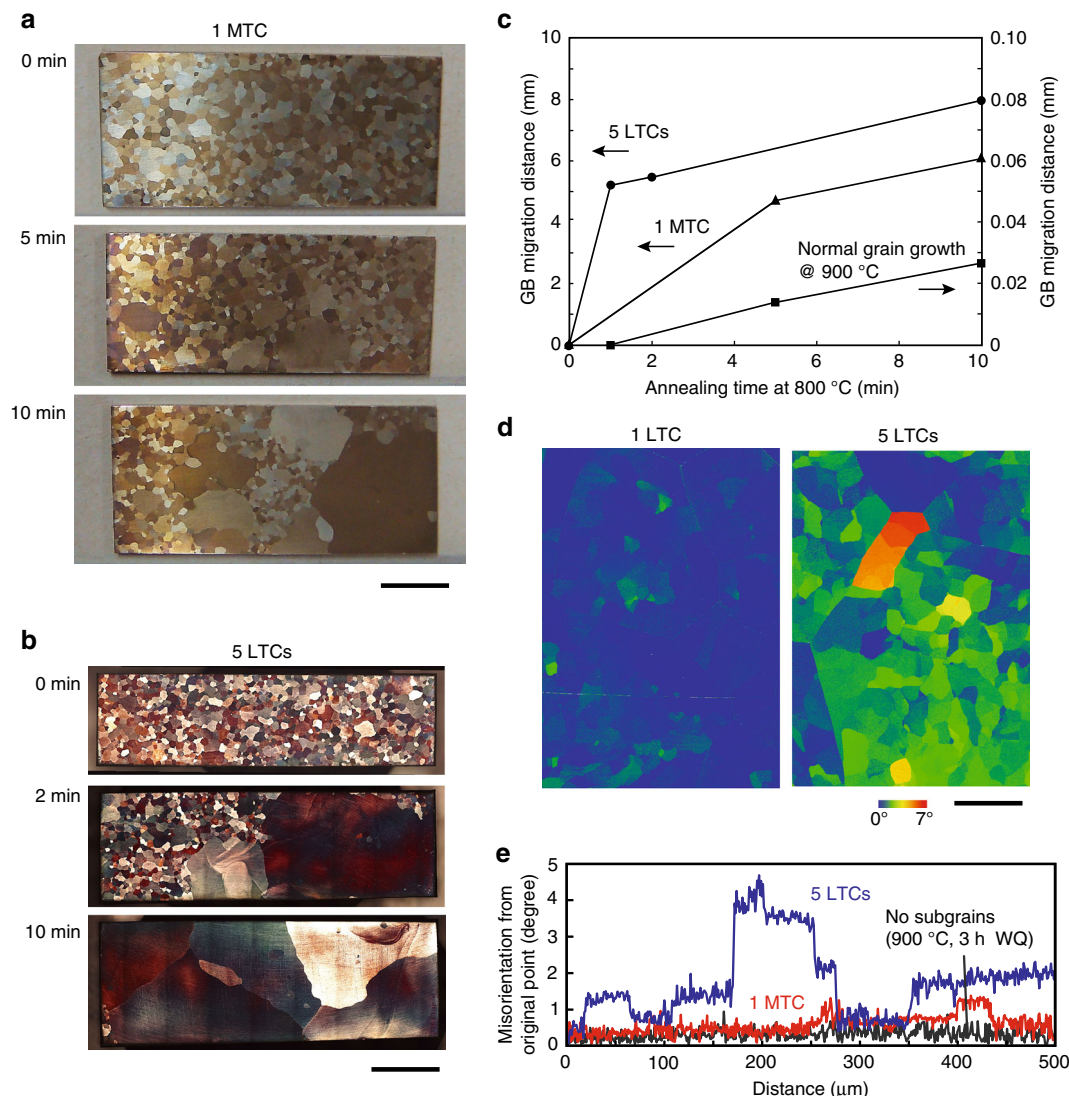 a
1 MTC
0 min
5 min
10 min
b
5 LTCs
0 min
2 min
10 min
c
10
8
6
4
2
0
GB migration distance (mm)
0.10
0.08
0.06
0.04
0.02
0
GB migration distance (mm)
5 LTCs
1 MTC
Normal grain growth
@ 900 °C
0 2 4 6 8 10
Annealing time at 800 °C (min)
d
1 LTC
5 LTCs
0° 7°
e
5
4
3
2
1
0
Misorientation from
original point (degree)
5 LTCs
No subgrains
(900 °C, 3 h WQ)
1 MTC
0 100 200 300 400 500
Distance (μm)